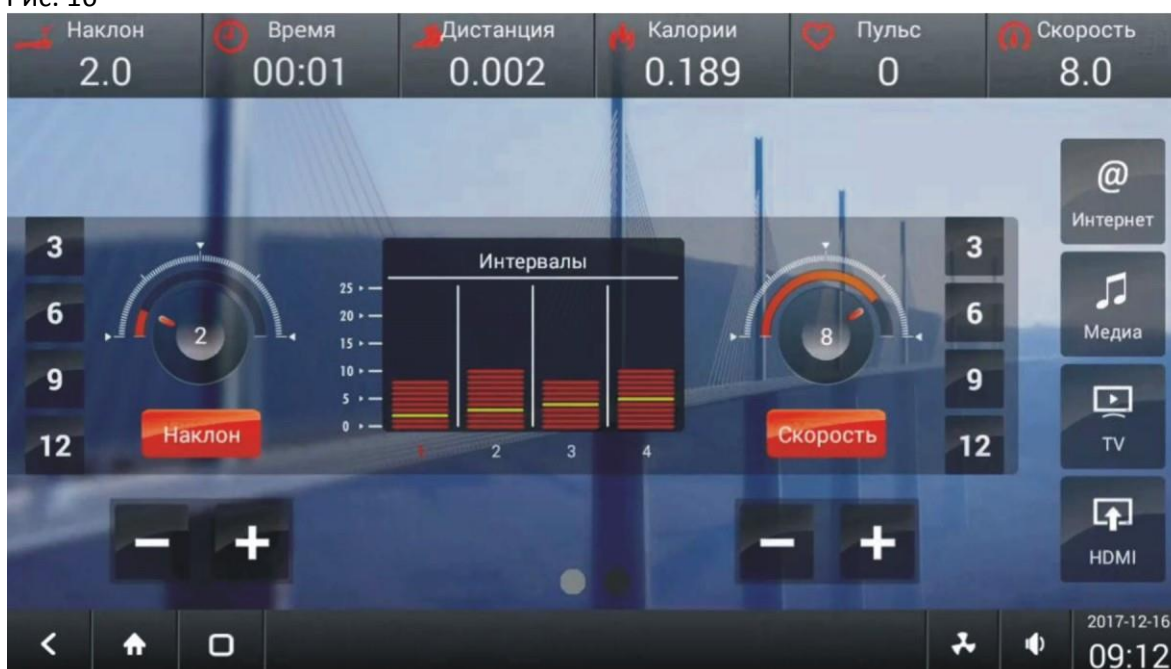 Рис. 16
Наклон Время Дистанция Калории Пульс Скорость
2.0 00:01 0.002 0.189 0 8.0
@
Интернет
Медиа
TV
HDMI
3
6
9
12
2
Наклон
Интервалы
25
20
15
10
5
0
1 2 3 4
8
Скорость
3
6
9
12
− +
− +
2017-12-16
09:12